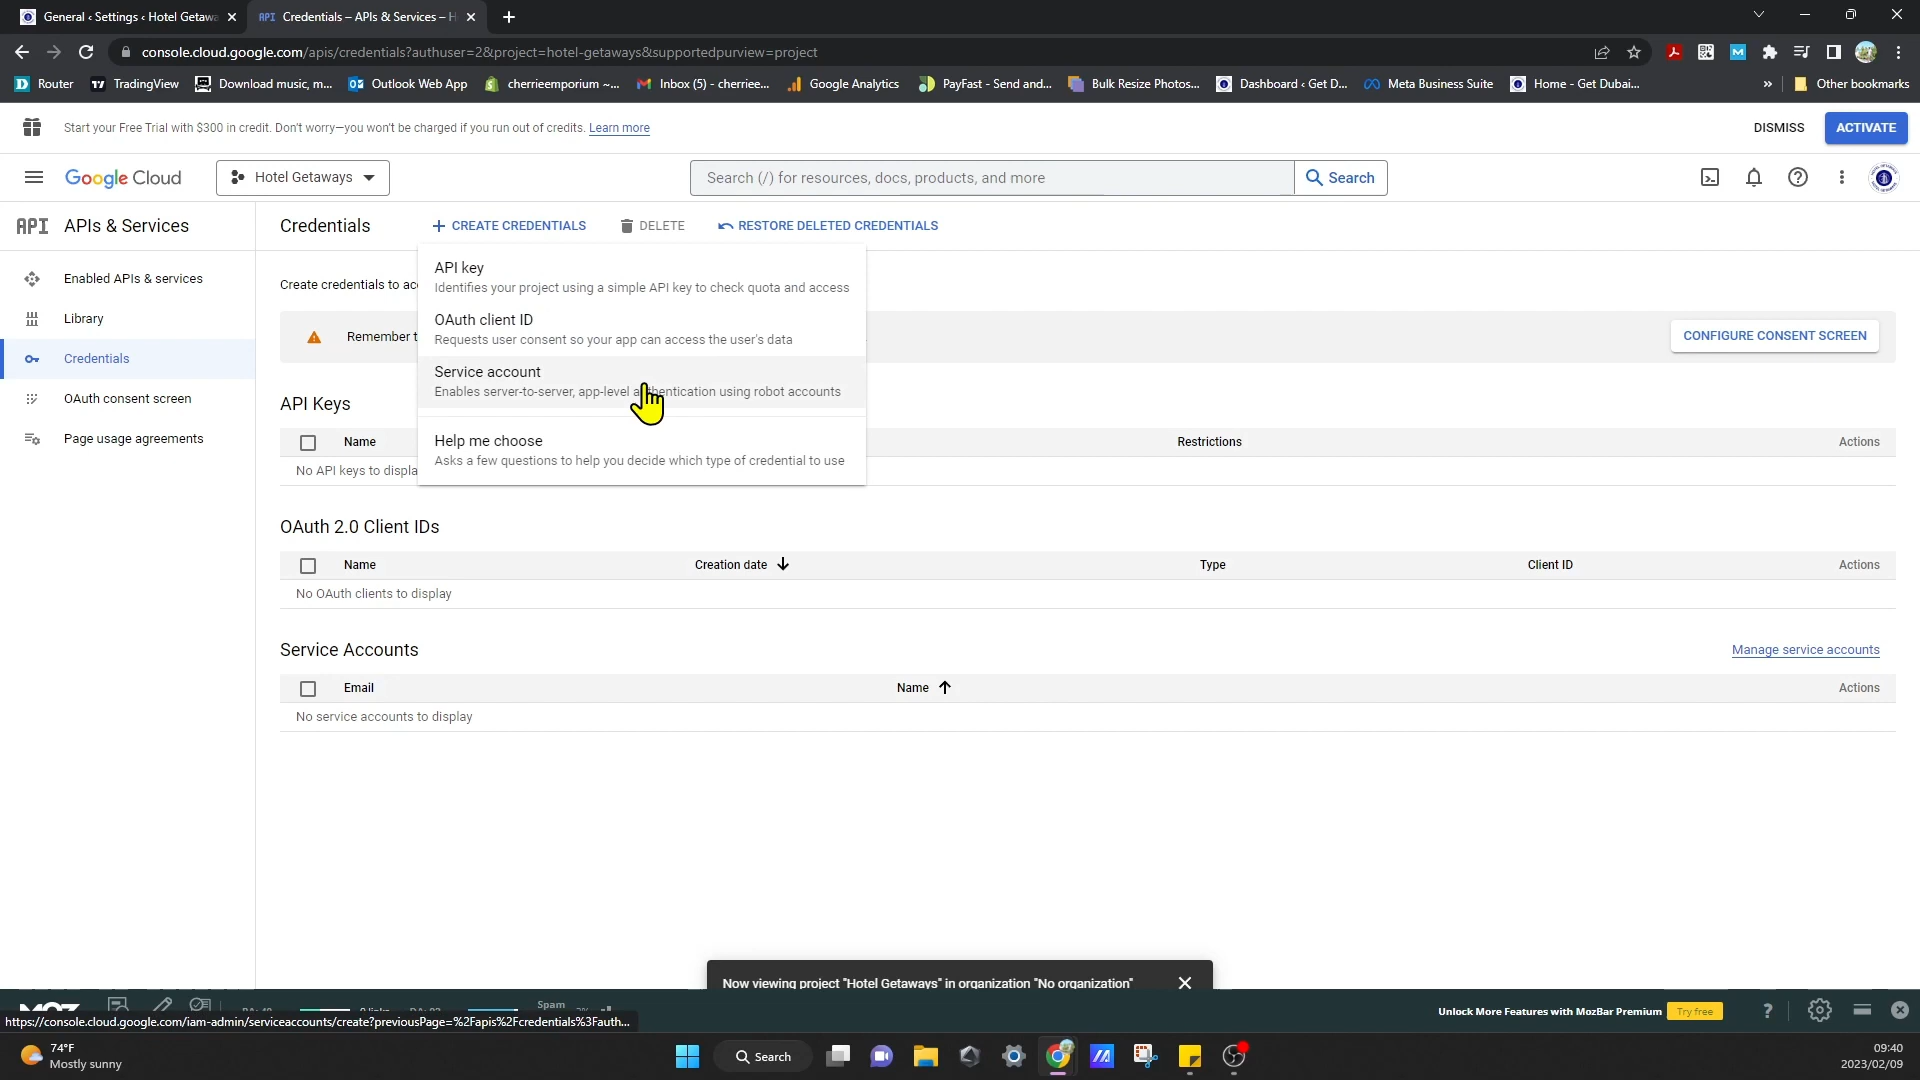 General ‹ Settings ‹ Hotel Getaw
API Credentials – APIs & Services – H
console.cloud.google.com/apis/credentials?authuser=2&project=hotel-getaways&supportedpurview=project
Router
TradingView
Download music, m...
Outlook Web App
cherrieemporium ~...
Inbox (5) - cherriee...
Google Analytics
PayFast - Send and...
Bulk Resize Photos...
Dashboard ‹ Get D...
Meta Business Suite
Home - Get Dubai...
»
Other bookmarks
Start your Free Trial with $300 in credit. Don't worry—you won't be charged if you run out of credits. Learn more
DISMISS
ACTIVATE
Google Cloud
Hotel Getaways
Search (/) for resources, docs, products, and more
Search
API APIs & Services
Credentials
+ CREATE CREDENTIALS
DELETE
RESTORE DELETED CREDENTIALS
Enabled APIs & services
Library
Credentials
OAuth consent screen
Page usage agreements
Create credentials to ac
API key
Identifies your project using a simple API key to check quota and access
OAuth client ID
Requests user consent so your app can access the user's data
Service account
Enables server-to-server, app-level authentication using robot accounts
Help me choose
Asks a few questions to help you decide which type of credential to use
Remember t
CONFIGURE CONSENT SCREEN
API Keys
Name
Restrictions
Actions
No API keys to displa
OAuth 2.0 Client IDs
Name
Creation date
Type
Client ID
Actions
No OAuth clients to display
Service Accounts
Manage service accounts
Email
Name
Actions
No service accounts to display
Now viewing project "Hotel Getaways" in organization "No organization"
MOZ
Spam
Unlock More Features with MozBar Premium
Try free
https://console.cloud.google.com/iam-admin/serviceaccounts/create?previousPage=%2Fapis%2Fcredentials%3Fauth...
74°F
Mostly sunny
Search
09:40
2023/02/09